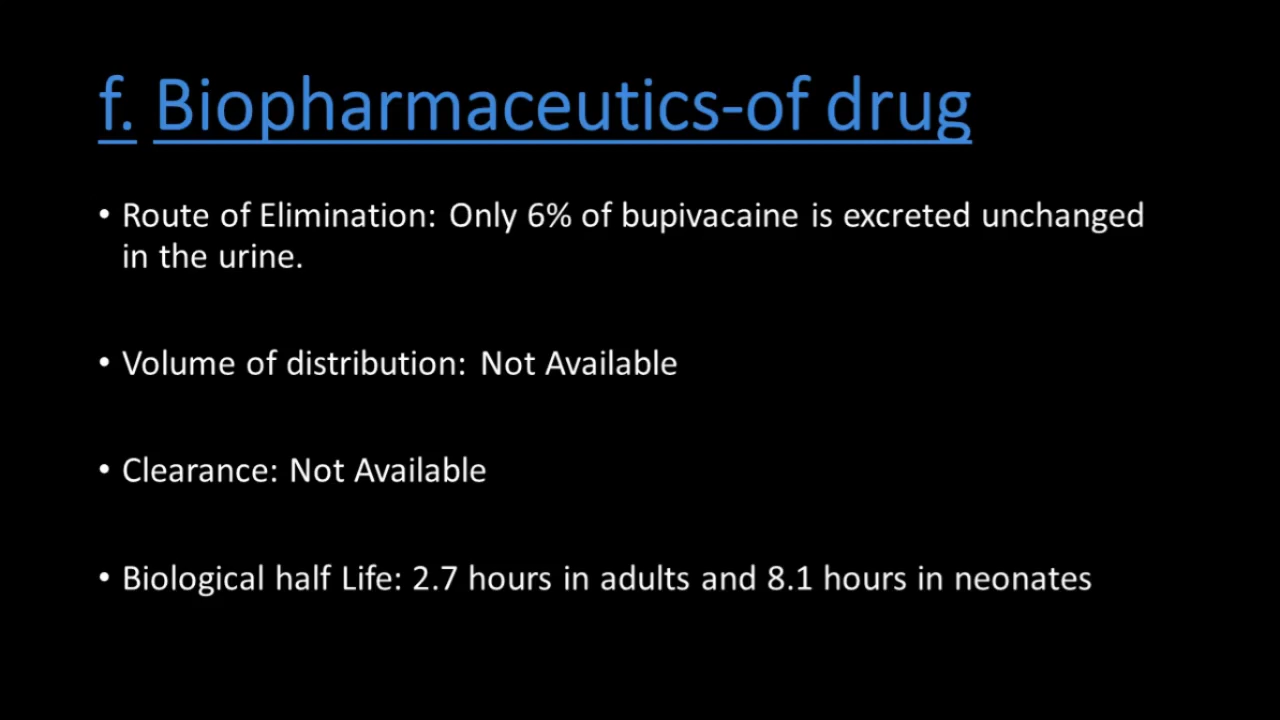 f. Biopharmaceutics-of drug
• Route of Elimination: Only 6% of bupivacaine is excreted unchanged
in the urine.
• Volume of distribution: Not Available
• Clearance: Not Available
• Biological half Life: 2.7 hours in adults and 8.1 hours in neonates